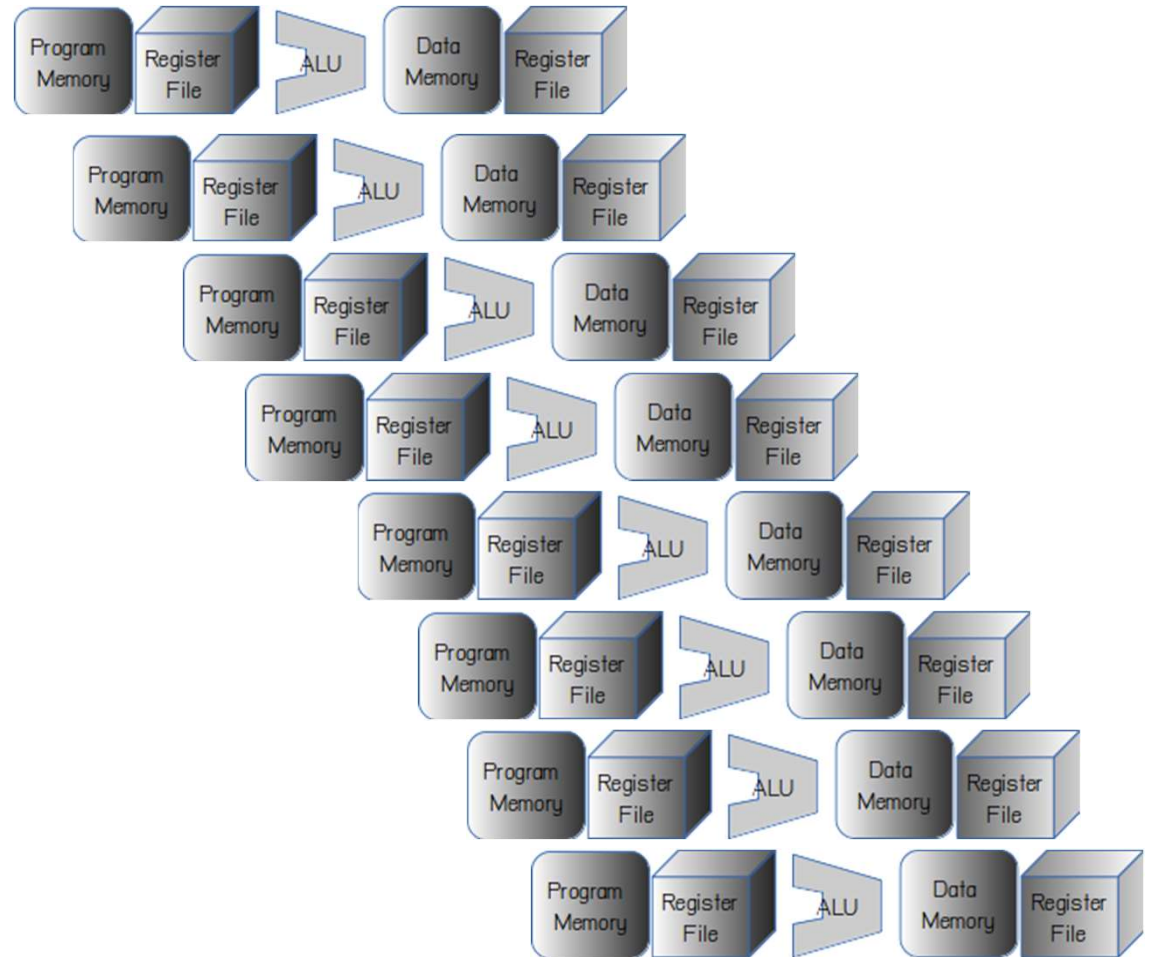 Program
Memory
Register
File
ALU
Data
Memory
Register
File
Program
Memory
Register
File
ALU
Data
Memory
Register
File
Program
Memory
Register
File
ALU
Data
Memory
Register
File
Program
Memory
Register
File
ALU
Data
Memory
Register
File
Program
Memory
Register
File
ALU
Data
Memory
Register
File
Program
Memory
Register
File
ALU
Data
Memory
Register
File
Program
Memory
Register
File
ALU
Data
Memory
Register
File
Program
Memory
Register
File
ALU
Data
Memory
Register
File